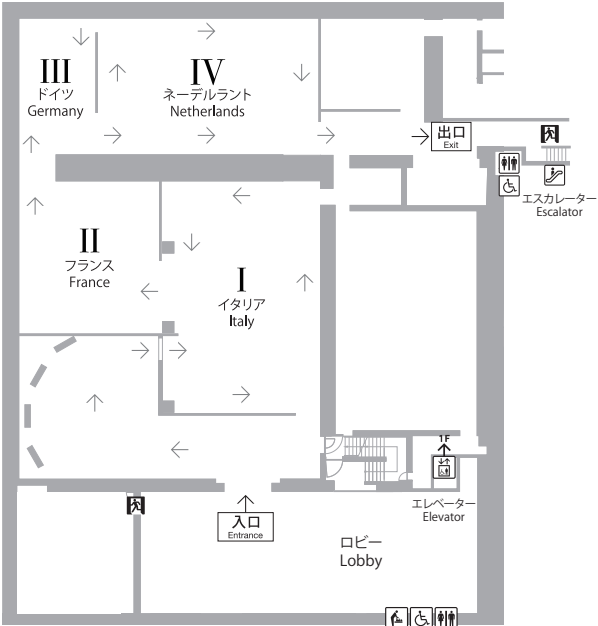 III
ドイツ
Germany
IV
ネーデルラント
Netherlands
出口
Exit
エスカレーター
Escalator
II
フランス
France
I
イタリア
Italy
1F
エレベーター
Elevator
入口
Entrance
ロビー
Lobby